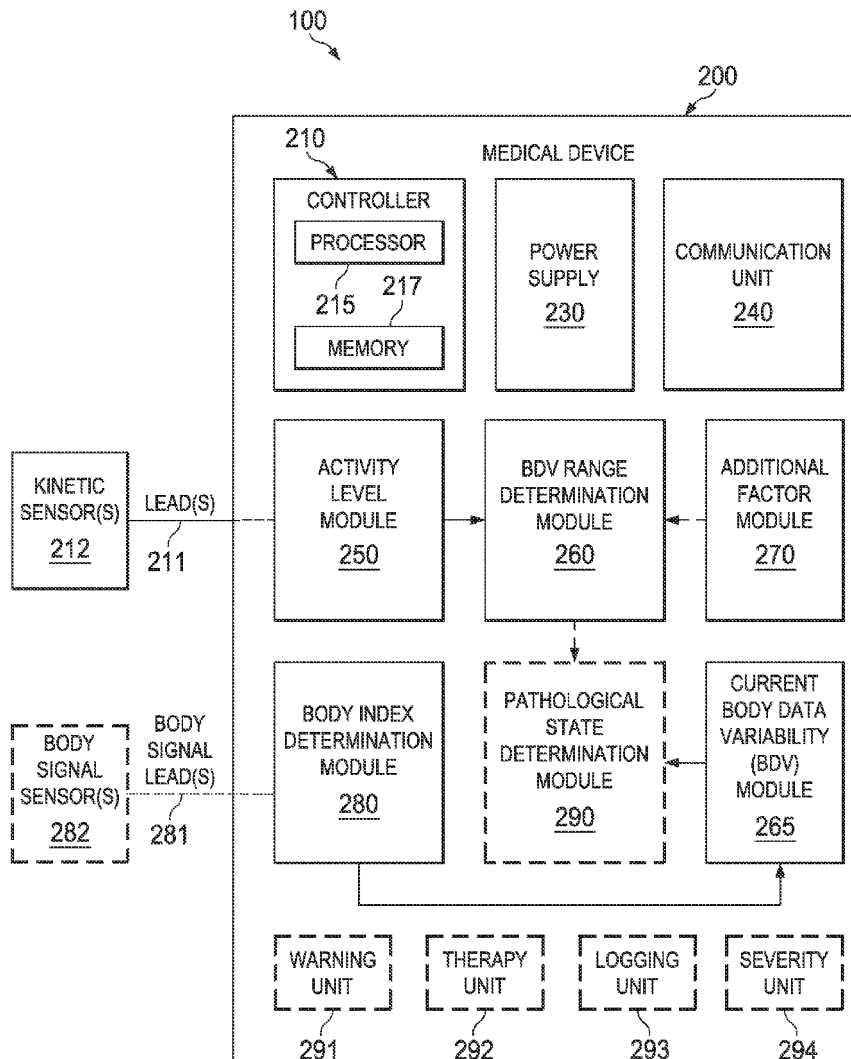 100
200
MEDICAL DEVICE
210
CONTROLLER
PROCESSOR
215
217
MEMORY
POWER
SUPPLY
230
COMMUNICATION
UNIT
240
KINETIC
SENSOR(S)
212
LEAD(S)
211
ACTIVITY
LEVEL
MODULE
250
BDV RANGE
DETERMINATION
MODULE
260
ADDITIONAL
FACTOR
MODULE
270
BODY
SIGNAL
SENSOR(S)
282
BODY
SIGNAL
LEAD(S)
281
BODY INDEX
DETERMINATION
MODULE
280
PATHOLOGICAL
STATE
DETERMINATION
MODULE
290
CURRENT
BODY DATA
VARIABILITY
(BDV)
MODULE
265
WARNING
UNIT
291
THERAPY
UNIT
292
LOGGING
UNIT
293
SEVERITY
UNIT
294